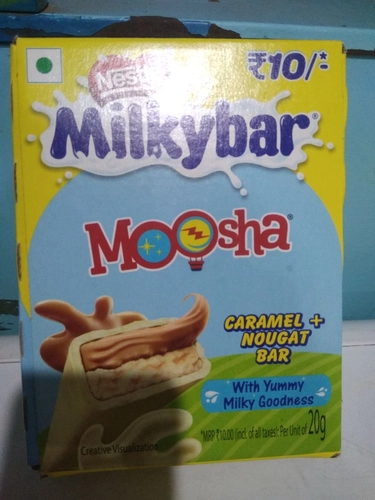 Nestlé
₹10/-*
Milkybar®
MOOsha®
CARAMEL +
NOUGAT
BAR
With Yummy
Milky Goodness
*MRP ₹10.00 (incl. of all taxes) Per Unit of 20g
Creative Visualization